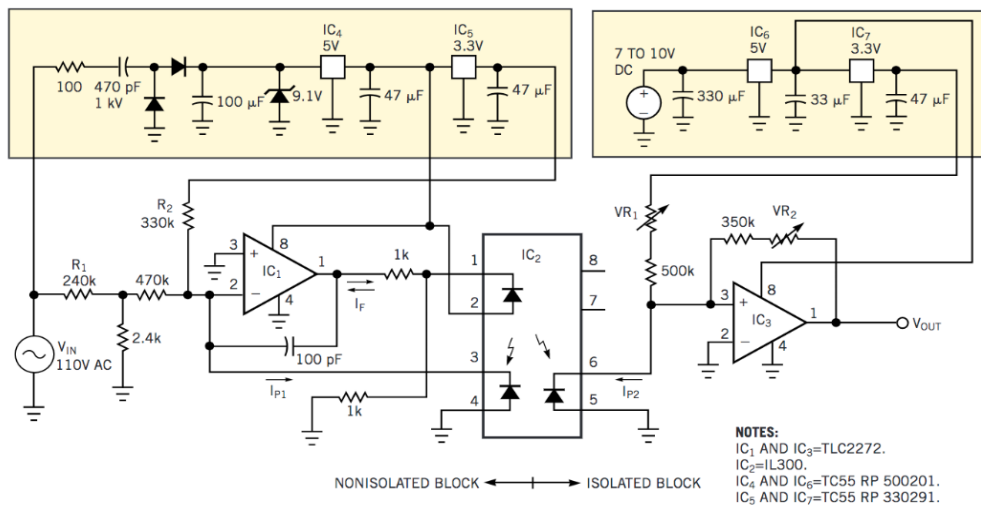 IC4
5V
IC5
3.3V
100
470 pF
1 kV
100 µF
9.1V
47 µF
47 µF
7 TO 10V
DC
+
−
IC6
5V
IC7
3.3V
330 µF
33 µF
47 µF
R2
330k
R1
240k
470k
2.4k
VIN
110V AC
3
+
8
IC1
1
2
−
4
100 pF
IF
1k
IP1
1k
IC2
1
2
3
4
8
7
6
5
IP2
VR1
500k
350k
VR2
3
+
8
IC3
1
2
−
4
VOUT
NONISOLATED BLOCK
ISOLATED BLOCK
NOTES:
IC1 AND IC3=TLC2272.
IC2=IL300.
IC4 AND IC6=TC55 RP 500201.
IC5 AND IC7=TC55 RP 330291.